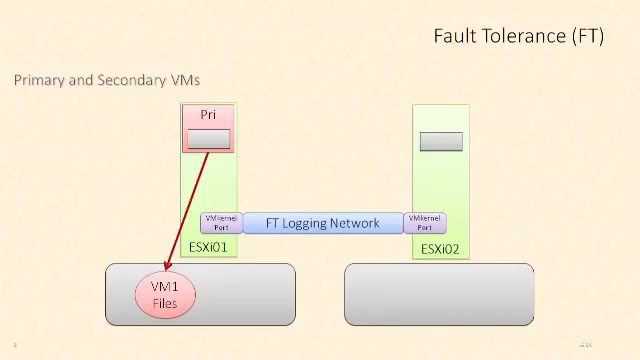 Fault Tolerance (FT)
Primary and Secondary VMs
Pri
VMkernel
Port
FT Logging Network
VMkernel
Port
ESXi01
ESXi02
VM1
Files